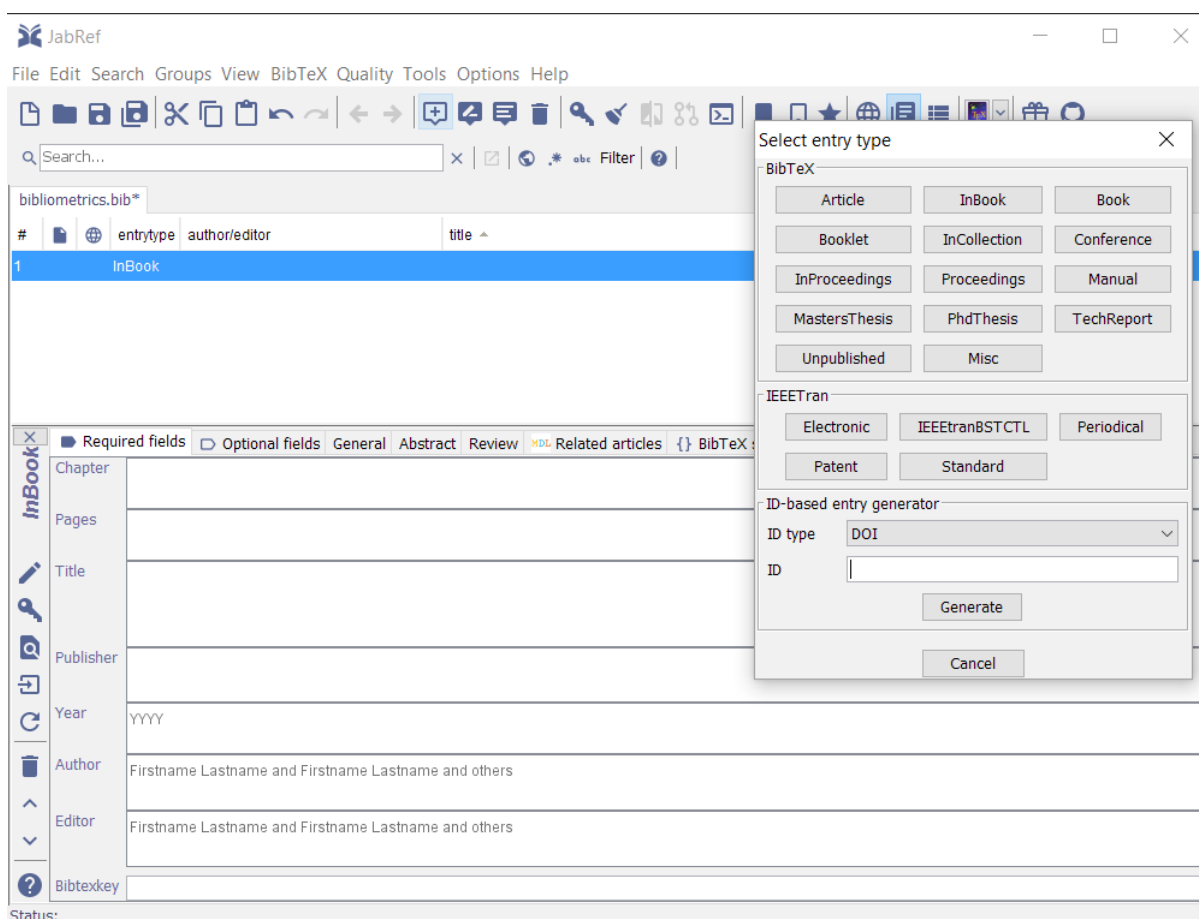 JabRef
File Edit Search Groups View BibTeX Quality Tools Options Help
Search...
abc Filter
bibliometrics.bib*
# entrytype author/editor title
1 InBook
Select entry type
BibTeX
Article InBook Book
Booklet InCollection Conference
InProceedings Proceedings Manual
MastersThesis PhdThesis TechReport
Unpublished Misc
IEEETran
Electronic IEEEtranBSTCTL Periodical
Patent Standard
ID-based entry generator
ID type DOI
ID
Generate
Cancel
InBook
Required fields Optional fields General Abstract Review MDL Related articles {} BibTeX s
Chapter
Pages
Title
Publisher
Year YYYY
Author Firstname Lastname and Firstname Lastname and others
Editor Firstname Lastname and Firstname Lastname and others
Bibtexkey
Status: